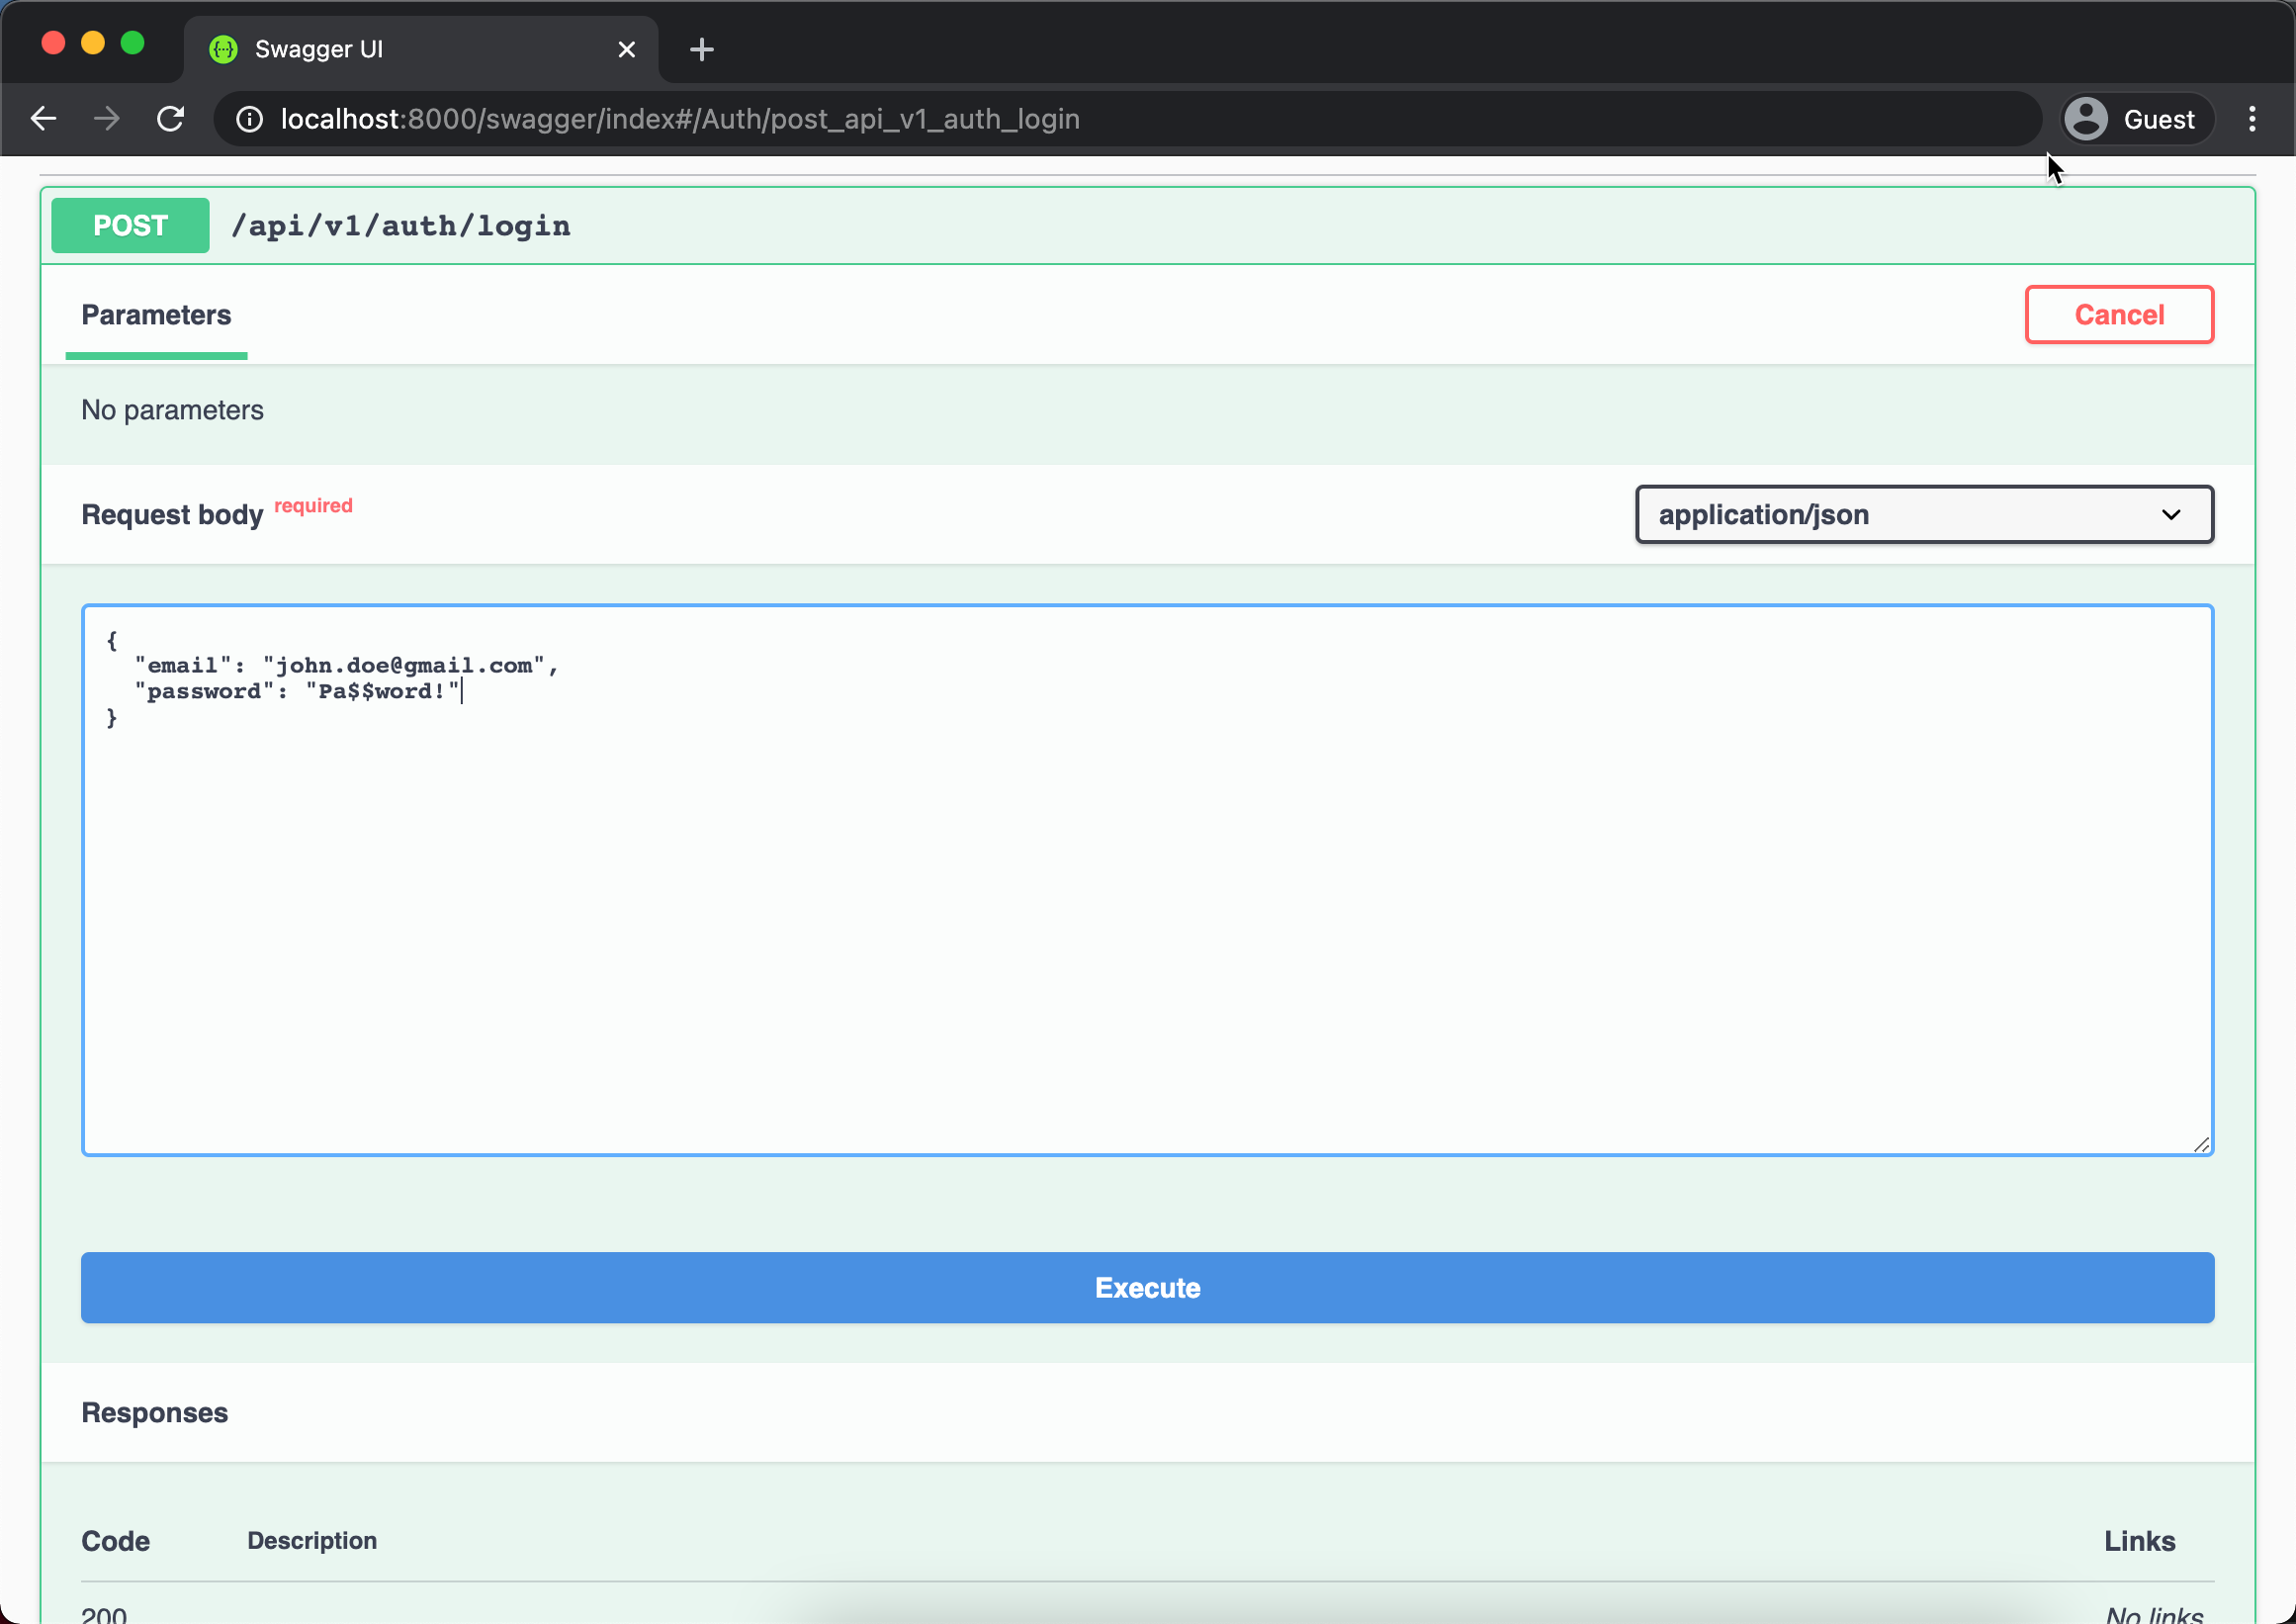 Swagger UI
localhost:8000/swagger/index#/Auth/post_api_v1_auth_login
Guest
POST /api/v1/auth/login
Parameters
Cancel
No parameters
Request body required
application/json
{
"email": "john.doe@gmail.com",
"password": "Pa$$word!"
}
Execute
Responses
Code Description Links
200 No links